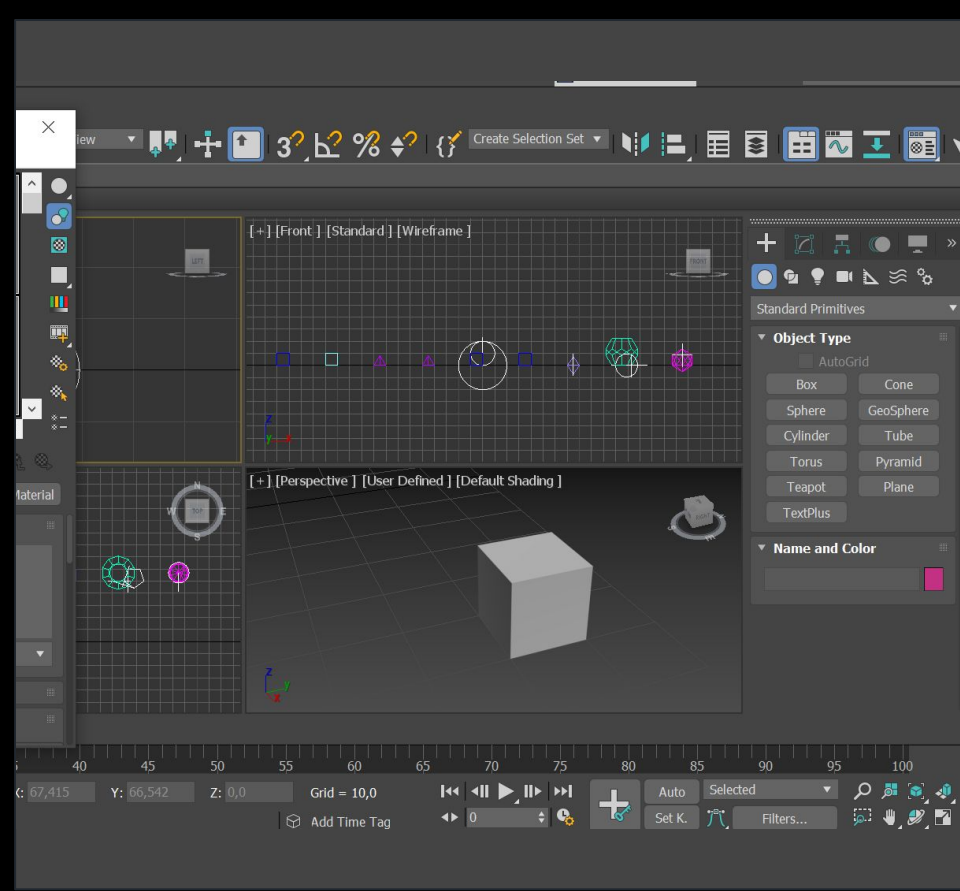 iew
Create Selection Set
[+] [Front ] [Standard ] [Wireframe ]
LEFT
FRONT
Standard Primitives
Object Type
AutoGrid
Box
Cone
Sphere
GeoSphere
Cylinder
Tube
Torus
Pyramid
Teapot
Plane
TextPlus
Name and Color
z
y x
[+] [Perspective ] [User Defined ] [Default Shading ]
Material
N
W TOP E
S
z
y
x
40 45 50 55 60 65 70 75 80 85 90 95 100
X: 67,415
Y: 66,542
Z: 0,0
Grid = 10,0
Auto
Selected
Add Time Tag
0
Set K.
Filters...